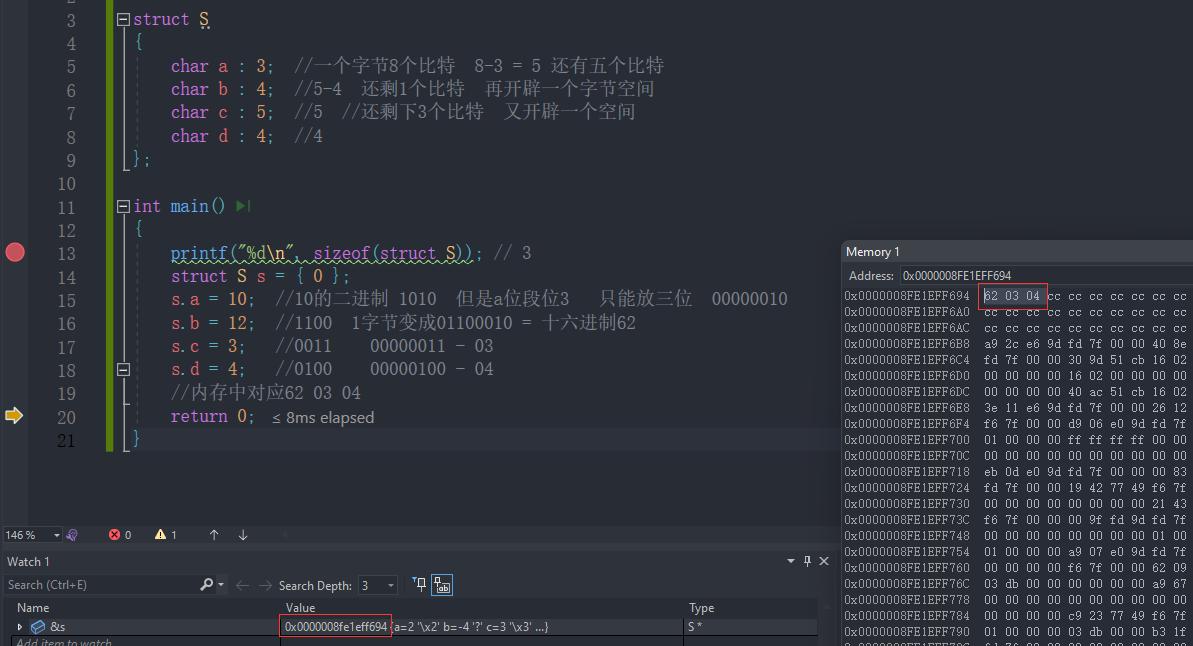 2
3 struct S
4 {
5 char a : 3; //一个字节8个比特 8-3 = 5 还有五个比特
6 char b : 4; //5-4 还剩1个比特 再开辟一个字节空间
7 char c : 5; //5 //还剩下3个比特 又开辟一个空间
8 char d : 4; //4
9 };
10
11 int main()
12 {
13 printf("%d\n", sizeof(struct S)); // 3
14 struct S s = { 0 };
15 s.a = 10; //10的二进制 1010 但是a位段位3 只能放三位 00000010
16 s.b = 12; //1100 1字节变成01100010 = 十六进制62
17 s.c = 3; //0011 00000011 - 03
18 s.d = 4; //0100 00000100 - 04
19 //内存中对应62 03 04
20 return 0; ≤ 8ms elapsed
21 }
Memory 1
Address: 0x0000008FE1EFF694
0x0000008FE1EFF694 62 03 04 cc cc cc cc cc cc cc
0x0000008FE1EFF6A0 cc cc cc cc cc cc cc cc cc cc
0x0000008FE1EFF6AC cc cc cc cc cc cc cc cc cc cc
0x0000008FE1EFF6B8 a9 2c e6 9d fd 7f 00 00 40 8e
0x0000008FE1EFF6C4 fd 7f 00 00 30 9d 51 cb 16 02
0x0000008FE1EFF6D0 00 00 00 00 16 02 00 00 00 00
0x0000008FE1EFF6DC 00 00 00 00 40 ac 51 cb 16 02
0x0000008FE1EFF6E8 3e 11 e6 9d fd 7f 00 00 26 12
0x0000008FE1EFF6F4 f6 7f 00 00 d9 06 e0 9d fd 7f
0x0000008FE1EFF700 01 00 00 00 ff ff ff ff 00 00
0x0000008FE1EFF70C 00 00 00 00 00 00 00 00 00 00
0x0000008FE1EFF718 eb 0d e0 9d fd 7f 00 00 00 83
0x0000008FE1EFF724 fd 7f 00 00 19 42 77 49 f6 7f
0x0000008FE1EFF730 00 00 00 00 00 00 00 00 21 43
0x0000008FE1EFF73C f6 7f 00 00 00 9f fd 9d fd 7f
0x0000008FE1EFF748 00 00 00 00 00 00 00 00 01 00
0x0000008FE1EFF754 01 00 00 00 a9 07 e0 9d fd 7f
0x0000008FE1EFF760 00 00 00 00 f6 7f 00 00 62 09
0x0000008FE1EFF76C 03 db 00 00 00 00 00 00 a9 67
0x0000008FE1EFF778 00 00 00 00 00 00 00 00 00 00
0x0000008FE1EFF784 00 00 00 00 c9 23 77 49 f6 7f
0x0000008FE1EFF790 01 00 00 00 03 db 00 00 b3 1f
146 % 0 1
Watch 1
Search (Ctrl+E) Search Depth: 3
Name Value Type
&s 0x0000008fe1eff694 {a=2 '\x2' b=-4 '?' c=3 '\x3' ...} S *
Add item to watch